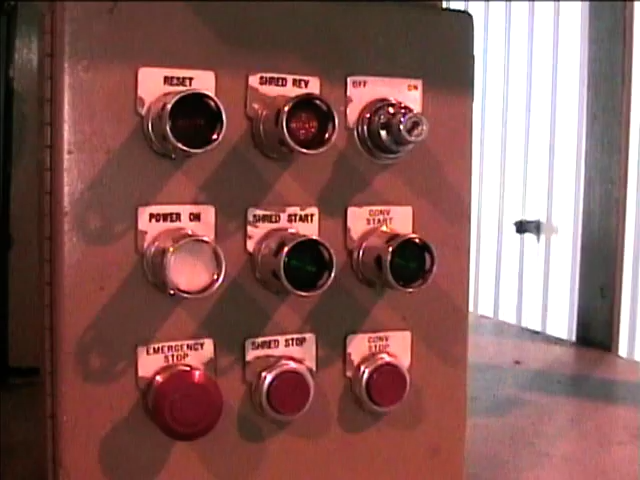 RESET
SHRED REV
OFF
ON
POWER ON
SHRED START
CONV
START
EMERGENCY
STOP
SHRED STOP
CONV
STOP